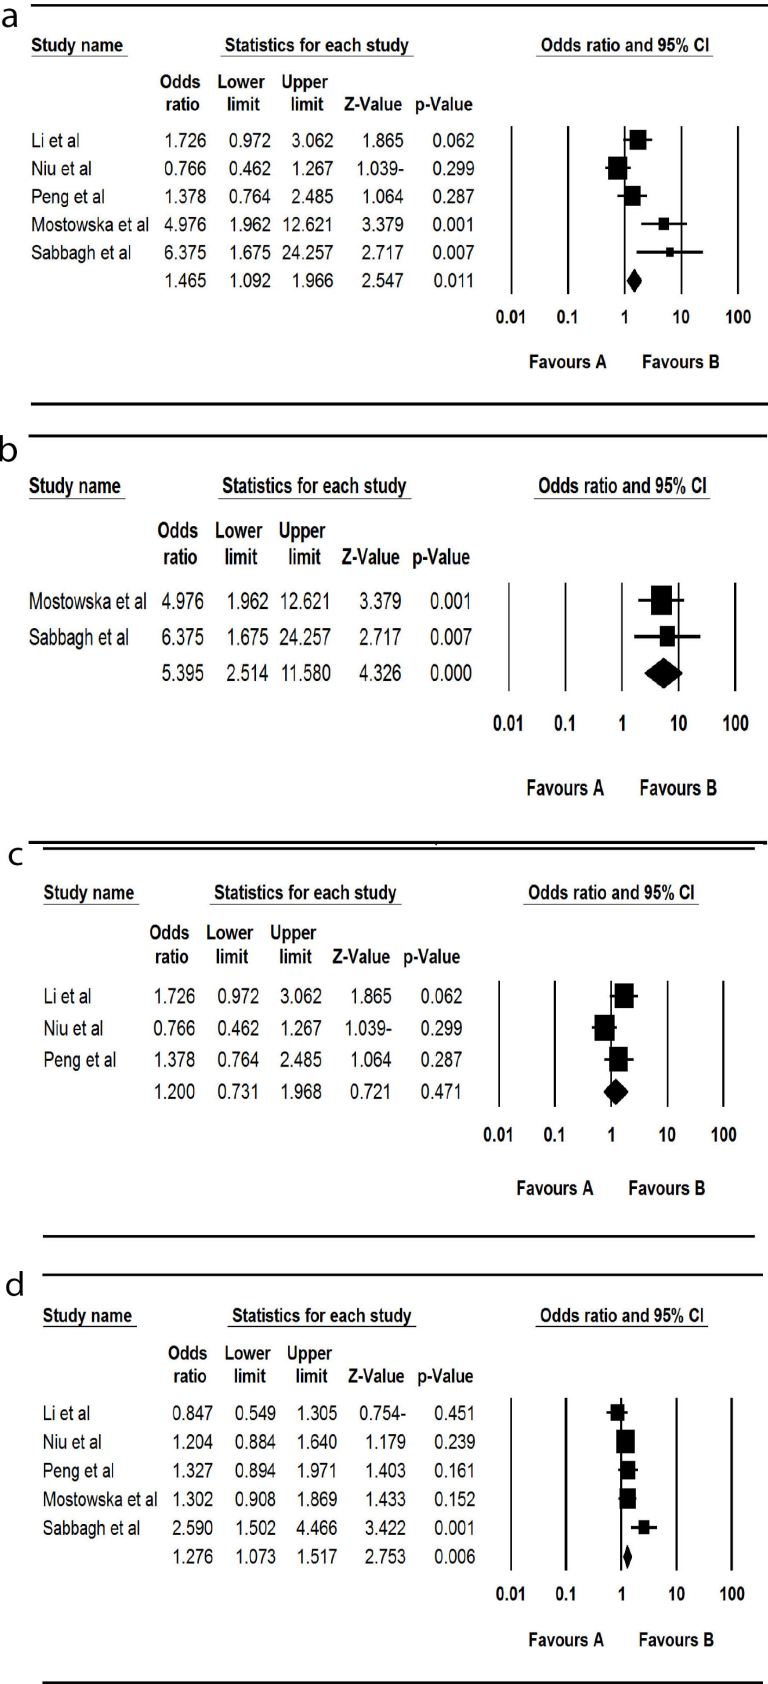 a
Study name Statistics for each study Odds ratio and 95% CI
Odds Lower Upper
ratio limit limit Z-Value p-Value
Li et al 1.726 0.972 3.062 1.865 0.062
Niu et al 0.766 0.462 1.267 1.039- 0.299
Peng et al 1.378 0.764 2.485 1.064 0.287
Mostowska et al 4.976 1.962 12.621 3.379 0.001
Sabbagh et al 6.375 1.675 24.257 2.717 0.007
1.465 1.092 1.966 2.547 0.011
0.01 0.1 1 10 100
Favours A Favours B
b
Study name Statistics for each study Odds ratio and 95% CI
Odds Lower Upper
ratio limit limit Z-Value p-Value
Mostowska et al 4.976 1.962 12.621 3.379 0.001
Sabbagh et al 6.375 1.675 24.257 2.717 0.007
5.395 2.514 11.580 4.326 0.000
0.01 0.1 1 10 100
Favours A Favours B
c
Study name Statistics for each study Odds ratio and 95% CI
Odds Lower Upper
ratio limit limit Z-Value p-Value
Li et al 1.726 0.972 3.062 1.865 0.062
Niu et al 0.766 0.462 1.267 1.039- 0.299
Peng et al 1.378 0.764 2.485 1.064 0.287
1.200 0.731 1.968 0.721 0.471
0.01 0.1 1 10 100
Favours A Favours B
d
Study name Statistics for each study Odds ratio and 95% CI
Odds Lower Upper
ratio limit limit Z-Value p-Value
Li et al 0.847 0.549 1.305 0.754- 0.451
Niu et al 1.204 0.884 1.640 1.179 0.239
Peng et al 1.327 0.894 1.971 1.403 0.161
Mostowska et al 1.302 0.908 1.869 1.433 0.152
Sabbagh et al 2.590 1.502 4.466 3.422 0.001
1.276 1.073 1.517 2.753 0.006
0.01 0.1 1 10 100
Favours A Favours B